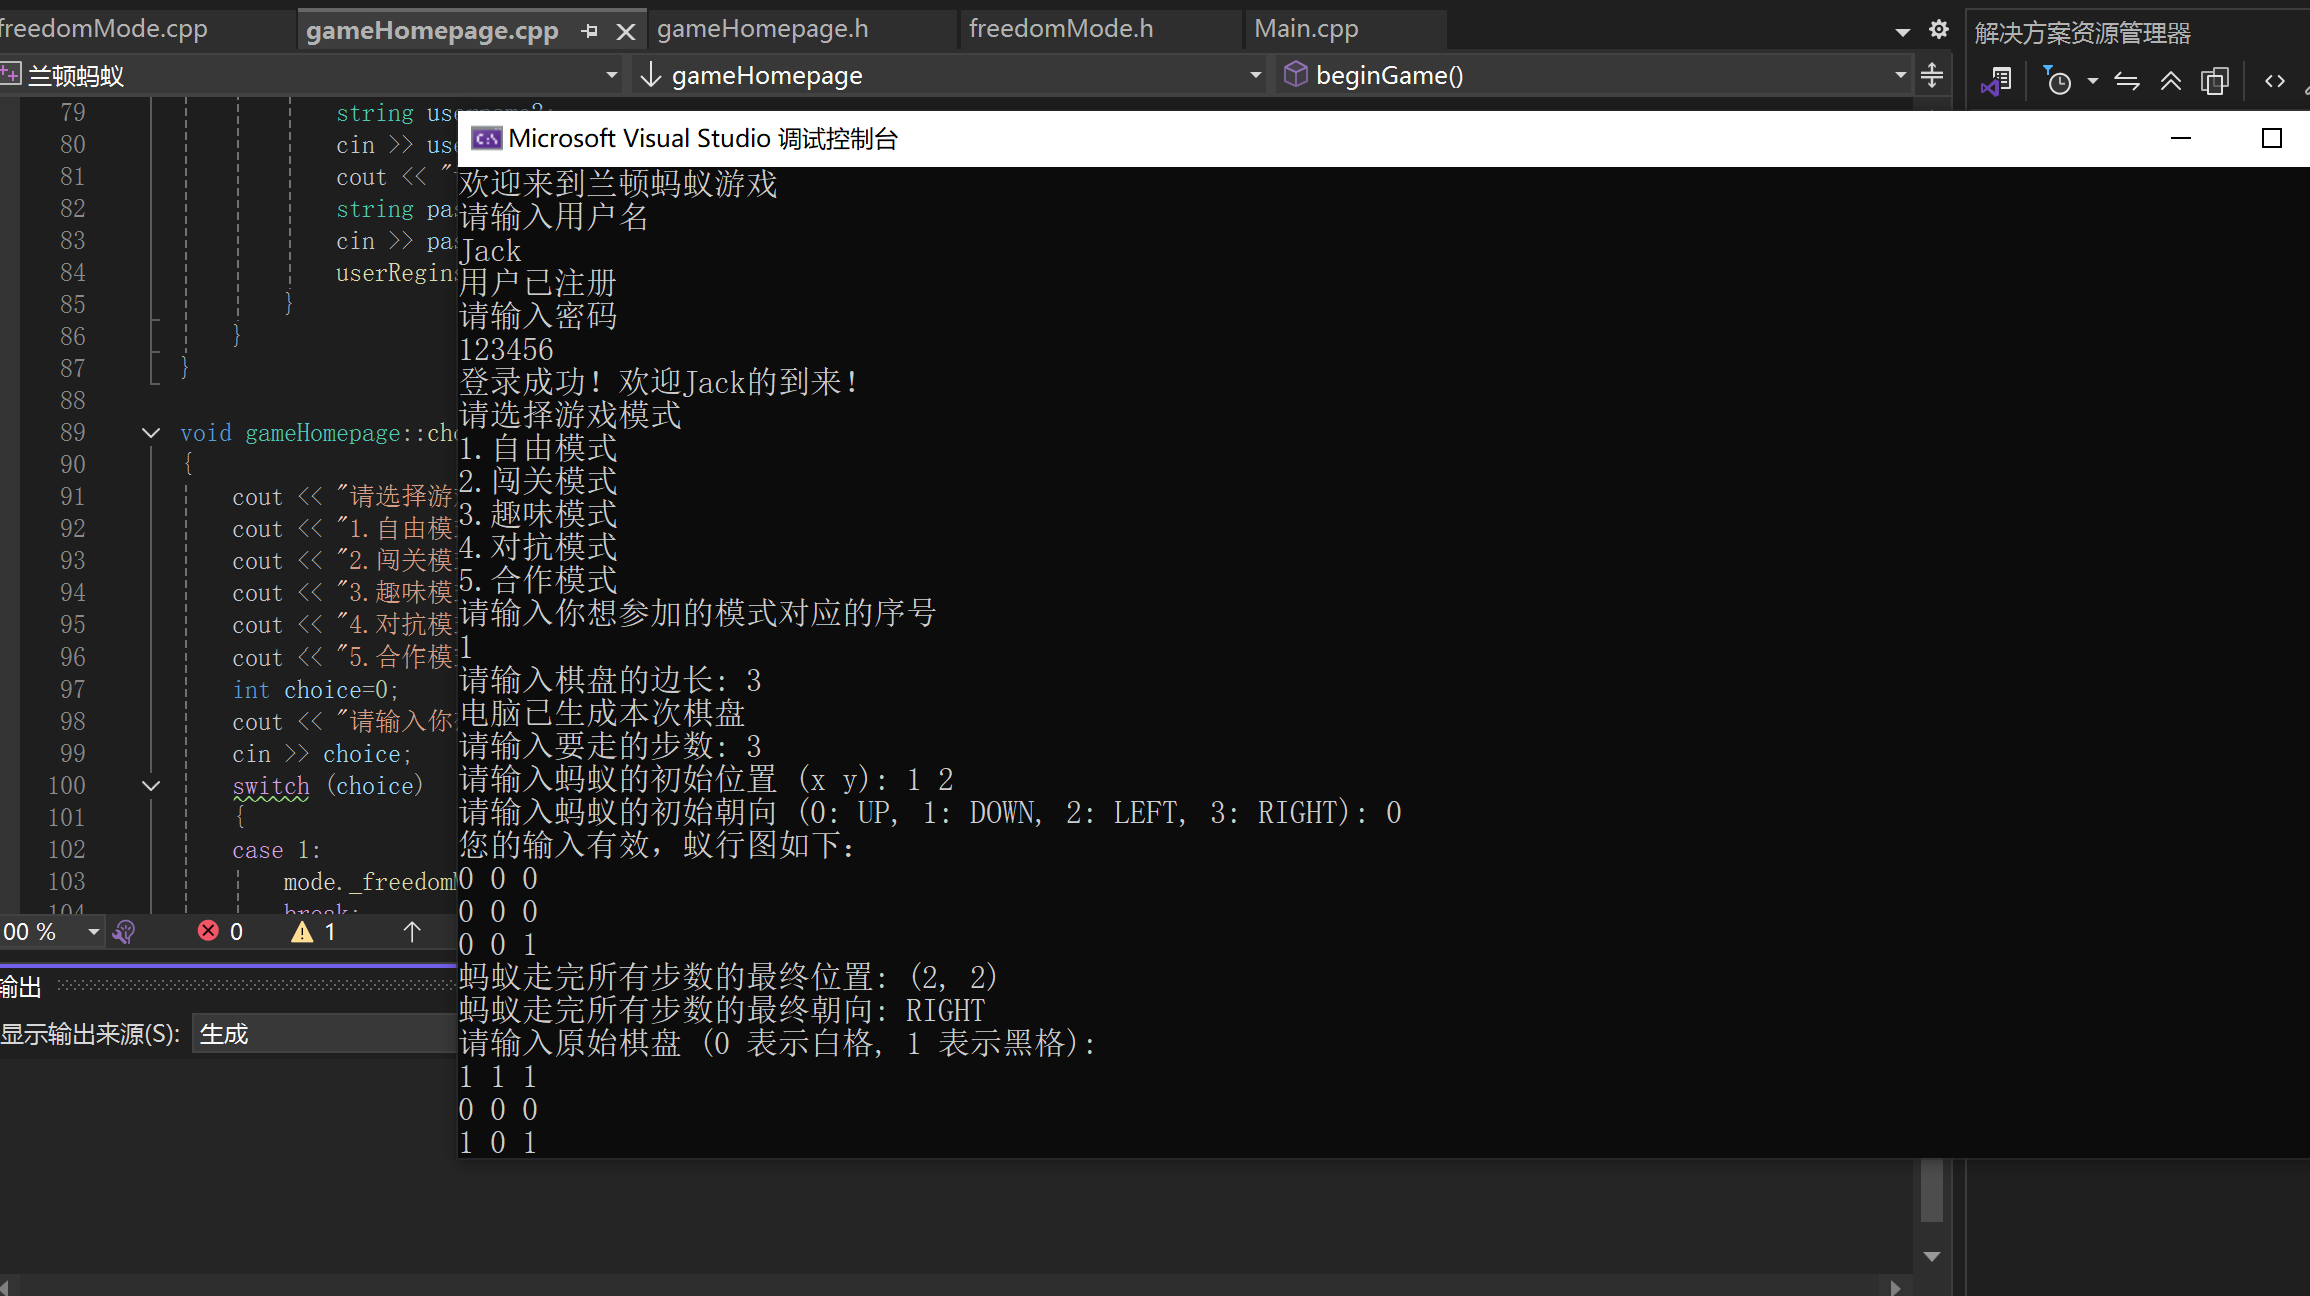 freedomMode.cpp
gameHomepage.cpp
gameHomepage.h
freedomMode.h
Main.cpp
解决方案资源管理器
兰顿蚂蚁
gameHomepage
beginGame()
79
80 cin >>
81 cout << "
82 string
83 cin >>
84
85 }
86 }
87 }
88
89 void gameHomepage::
90 {
91 cout << "请选择游
92 cout << "1.自由模
93 cout << "2.闯关模
94 cout << "3.趣味模
95 cout << "4.对抗模
96 cout << "5.合作模
97 int choice=0;
98 cout << "请输入你
99 cin >> choice;
100 switch (choice)
101 {
102 case 1:
103 mode.
104 break;
00 %
0
1
输出
显示输出来源(S): 生成
Microsoft Visual Studio 调试控制台
欢迎来到兰顿蚂蚁游戏
请输入用户名
Jack
用户已注册
请输入密码
123456
登录成功！欢迎Jack的到来！
请选择游戏模式
1.自由模式
2.闯关模式
3.趣味模式
4.对抗模式
5.合作模式
请输入你想参加的模式对应的序号
1
请输入棋盘的边长: 3
电脑已生成本次棋盘
请输入要走的步数: 3
请输入蚂蚁的初始位置 (x y): 1 2
请输入蚂蚁的初始朝向 (0: UP, 1: DOWN, 2: LEFT, 3: RIGHT): 0
您的输入有效，蚁行图如下：
0 0 0
0 0 0
0 0 1
蚂蚁走完所有步数的最终位置: (2, 2)
蚂蚁走完所有步数的最终朝向: RIGHT
请输入原始棋盘 (0 表示白格, 1 表示黑格):
1 1 1
0 0 0
1 0 1